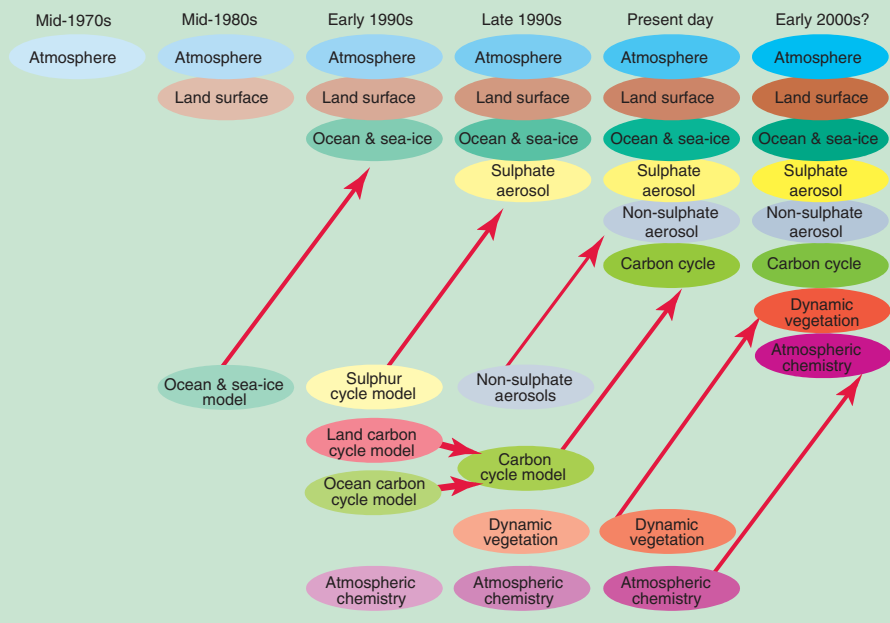 Mid-1970s
Mid-1980s
Early 1990s
Late 1990s
Present day
Early 2000s?
Atmosphere
Atmosphere
Atmosphere
Atmosphere
Atmosphere
Atmosphere
Land surface
Land surface
Land surface
Land surface
Land surface
Ocean & sea-ice
Ocean & sea-ice
Ocean & sea-ice
Ocean & sea-ice
Sulphate
aerosol
Sulphate
aerosol
Sulphate
aerosol
Non-sulphate
aerosol
Non-sulphate
aerosol
Carbon cycle
Carbon cycle
Dynamic
vegetation
Atmospheric
chemistry
Ocean & sea-ice
model
Sulphur
cycle model
Non-sulphate
aerosols
Land carbon
cycle model
Carbon
cycle model
Ocean carbon
cycle model
Dynamic
vegetation
Dynamic
vegetation
Atmospheric
chemistry
Atmospheric
chemistry
Atmospheric
chemistry